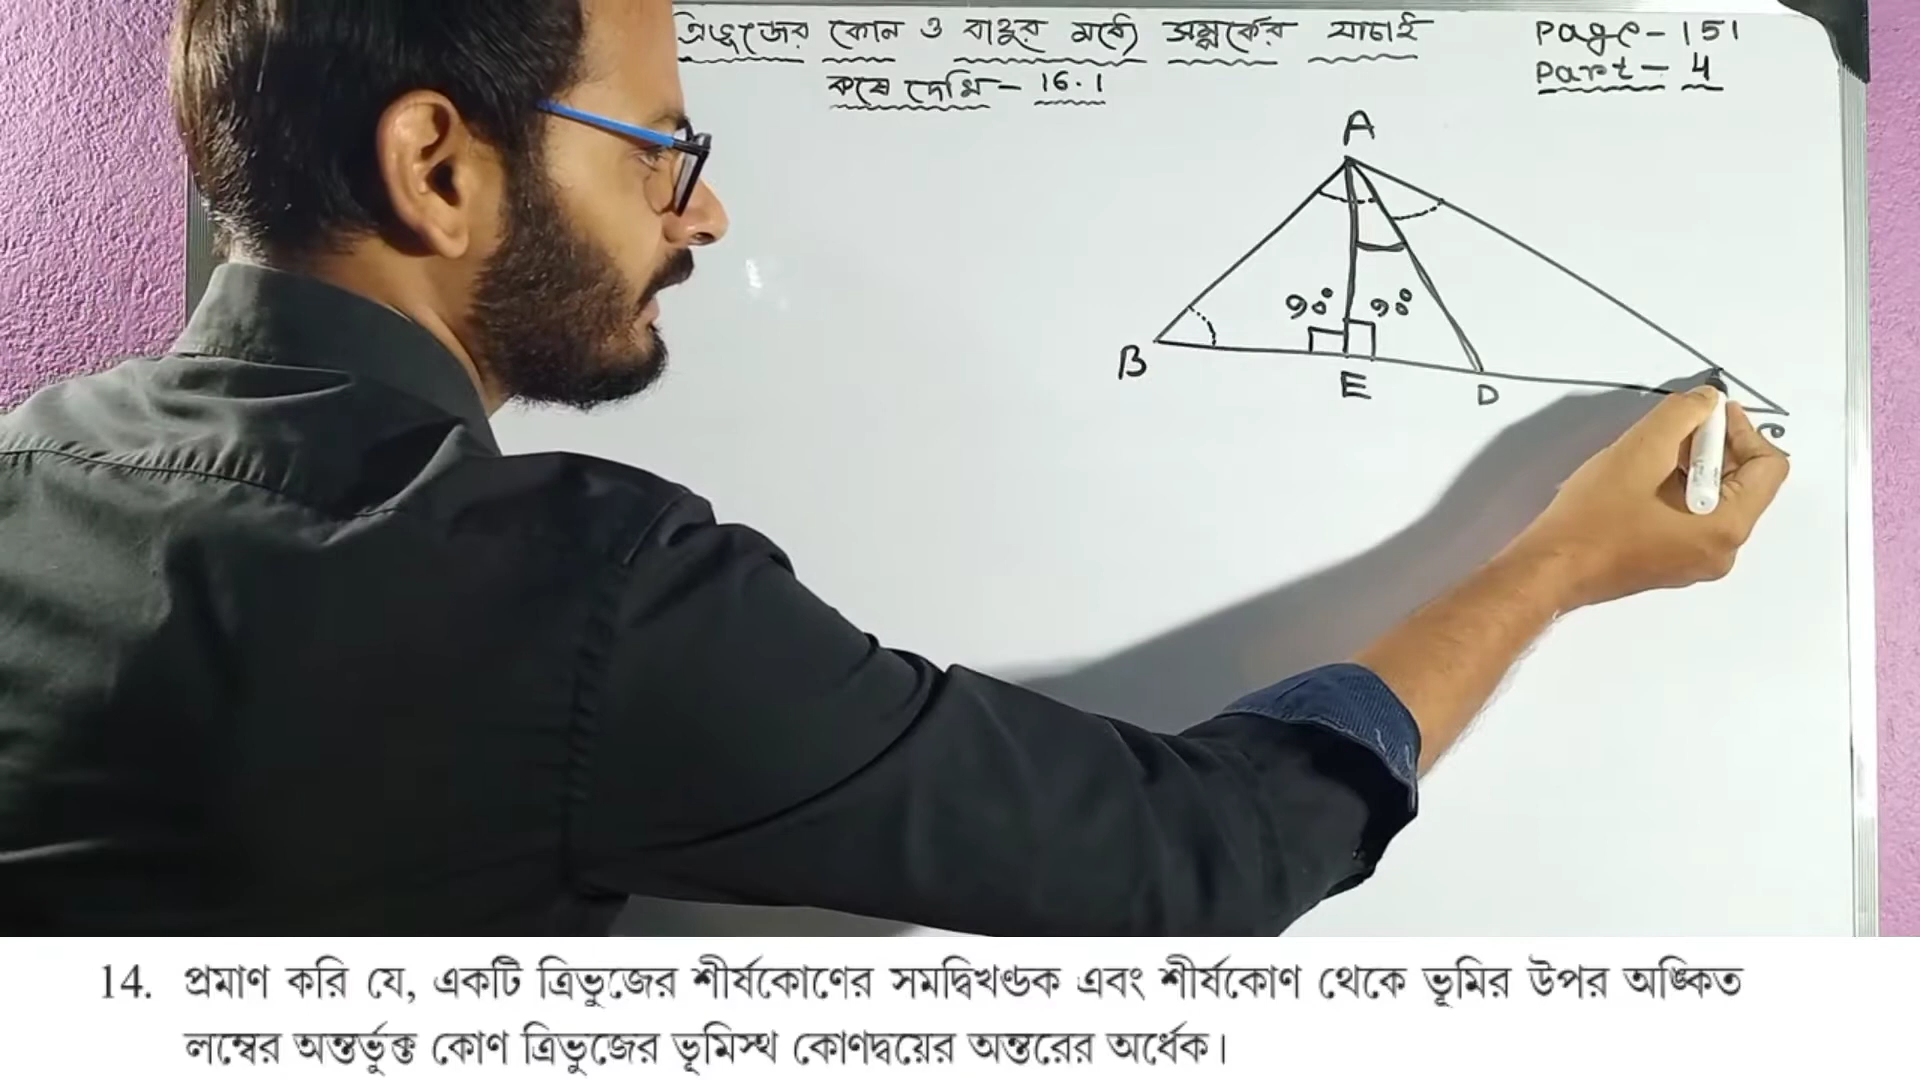 ত্রিভুজের কোন ও বাহুর মধ্যে সম্পর্কের যাচাই
Page-151
কষে দেখি-16.1
Part-4
A
90° 90°
B
E
D
C
14. প্রমাণ করি যে, একটি ত্রিভুজের শীর্ষকোণের সমদ্বিখণ্ডক এবং শীর্ষকোণ থেকে ভূমির উপর অঙ্কিত
লম্বের অন্তর্ভুক্ত কোণ ত্রিভুজের ভূমিস্থ কোণদ্বয়ের অন্তরের অর্ধেক।